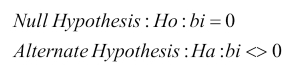 Null Hypothesis : Ho : bi = 0
Alternate Hypothesis : Ha : bi <> 0